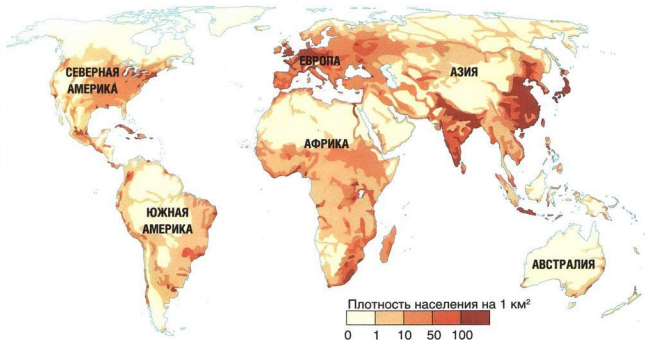 СЕВЕРНАЯ
АМЕРИКА
ЕВРОПА
АЗИЯ
АФРИКА
ЮЖНАЯ
АМЕРИКА
АВСТРАЛИЯ
Плотность населения на 1 км²
0 1 10 50 100